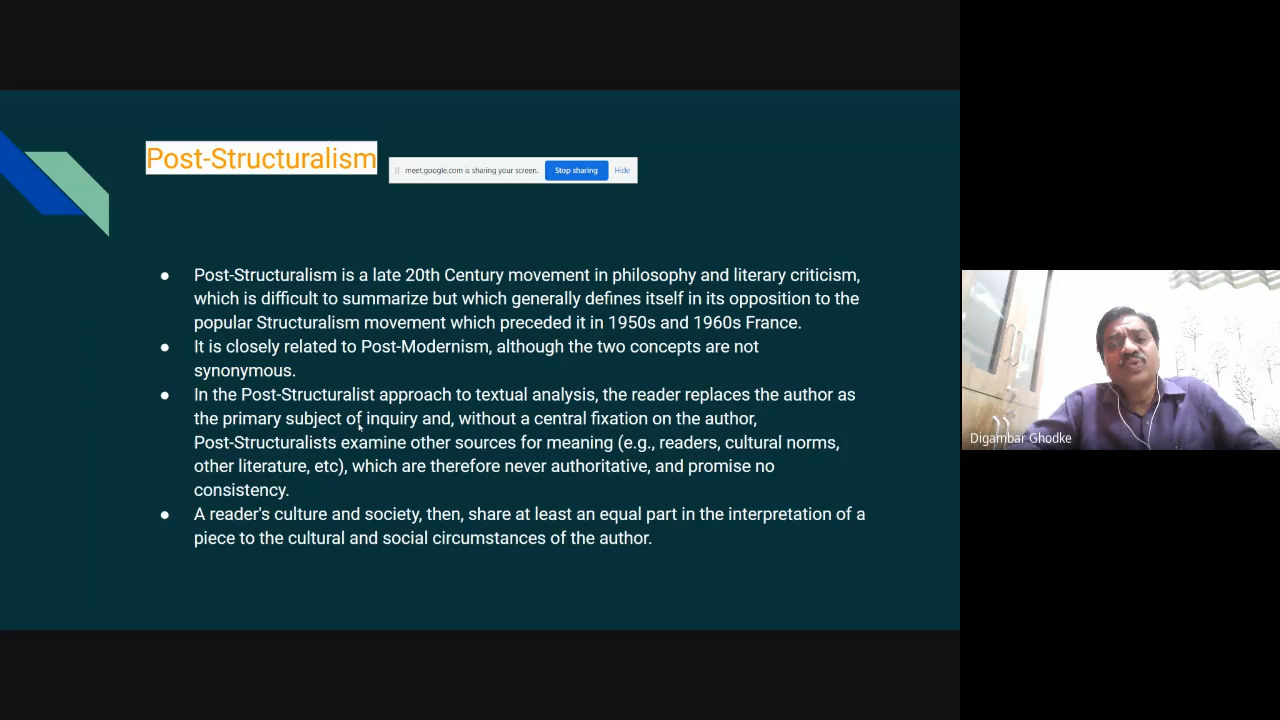 Post-Structuralism
meet.google.com is sharing your screen. Stop sharing Hide
● Post-Structuralism is a late 20th Century movement in philosophy and literary criticism,
which is difficult to summarize but which generally defines itself in its opposition to the
popular Structuralism movement which preceded it in 1950s and 1960s France.
● It is closely related to Post-Modernism, although the two concepts are not
synonymous.
● In the Post-Structuralist approach to textual analysis, the reader replaces the author as
the primary subject of inquiry and, without a central fixation on the author,
Post-Structuralists examine other sources for meaning (e.g., readers, cultural norms,
other literature, etc), which are therefore never authoritative, and promise no
consistency.
● A reader's culture and society, then, share at least an equal part in the interpretation of a
piece to the cultural and social circumstances of the author.
Digambar Ghodke